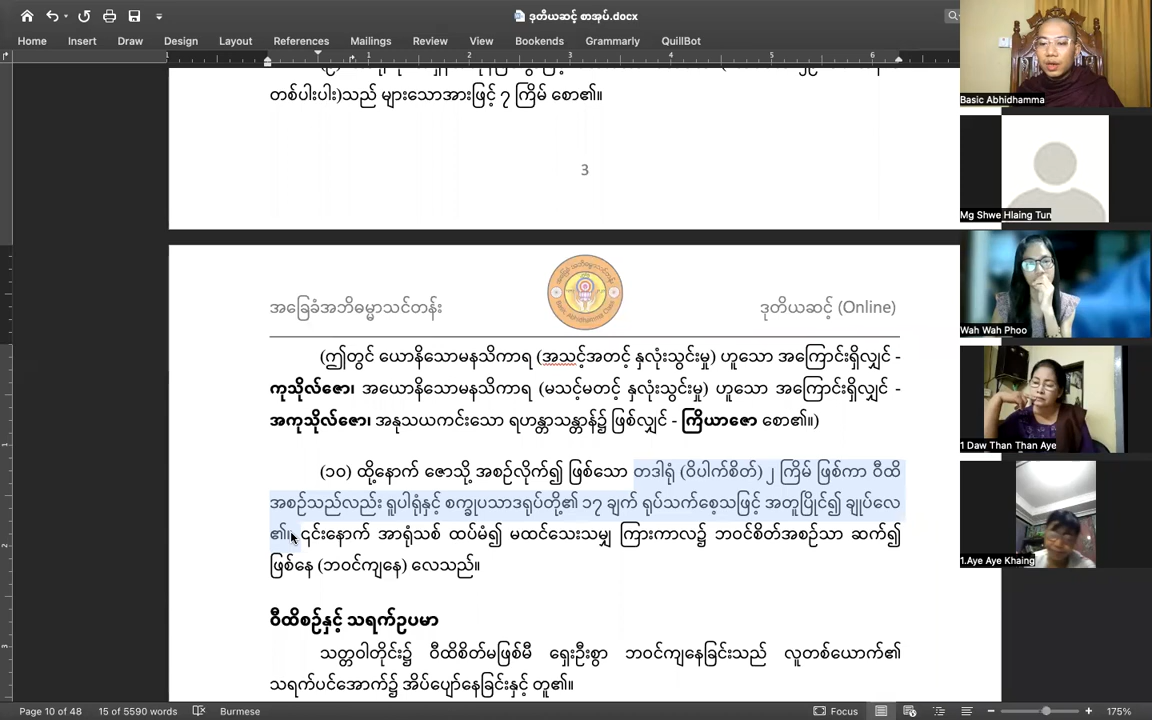 ဒုတိယဆင့် စာအုပ်.docx
Home Insert Draw Design Layout References Mailings Review View Bookends Grammarly QuillBot
1 1 2 3 4 5 6
တစ်ပါးပါး)သည် များသောအားဖြင့် ၇ ကြိမ် စော၏။
3
အခြေခံအဘိဓမ္မာသင်တန်း
ဒုတိယဆင့် (Online)
(ဤတွင် ယောနိသောမနသိကာရ (အသင့်အတင့် နှလုံးသွင်းမှု) ဟူသော အကြောင်းရှိလျှင် -
ကုသိုလ်ဇော၊ အယောနိသောမနသိကာရ (မသင့်မတင့် နှလုံးသွင်းမှု) ဟူသော အကြောင်းရှိလျှင် -
အကုသိုလ်ဇော၊ အနုသယကင်းသော ရဟန္တာသန္တာန်၌ ဖြစ်လျှင် - ကြိယာဇော စော၏။)
(၁၀) ထို့နောက် ဇောသို့ အစဉ်လိုက်၍ ဖြစ်သော တဒါရုံ (ဝိပါက်စိတ်) ၂ ကြိမ် ဖြစ်ကာ ဝီထိ
အစဉ်သည်လည်း ရူပါရုံနှင့် စက္ခုပသာဒရုပ်တို့၏ ၁၇ ချက် ရုပ်သက်စေ့သဖြင့် အတူပြိုင်၍ ချုပ်လေ
၏။ ၎င်းနောက် အာရုံသစ် ထပ်မံ၍ မထင်သေးသမျှ ကြားကာလ၌ ဘဝင်စိတ်အစဉ်သာ ဆက်၍
ဖြစ်နေ (ဘဝင်ကျနေ) လေသည်။
ဝီထိစဉ်နှင့် သရက်ဥပမာ
သတ္တဝါတိုင်း၌ ဝီထိစိတ်မဖြစ်မီ ရှေးဦးစွာ ဘဝင်ကျနေခြင်းသည် လူတစ်ယောက်၏
သရက်ပင်အောက်၌ အိပ်ပျော်နေခြင်းနှင့် တူ၏။
Page 10 of 48 15 of 5590 words Burmese Focus 175%
Basic Abhidhamma
Mg Shwe Hlaing Tun
Wah Wah Phoo
1 Daw Than Than Aye
1.Aye Aye Khaing